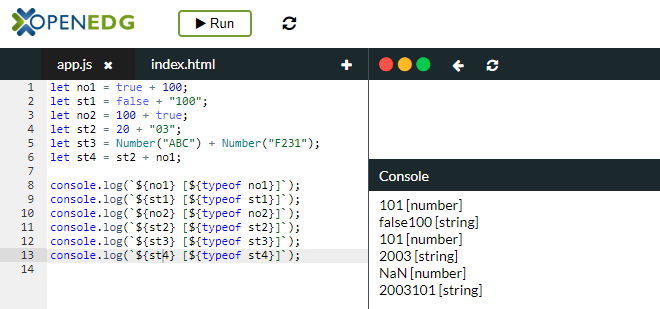 OPENEDG
Run
app.js × index.html +
1 let no1 = true + 100;
2 let st1 = false + "100";
3 let no2 = 100 + true;
4 let st2 = 20 + "03";
5 let st3 = Number("ABC") + Number("F231");
6 let st4 = st2 + no1;
7
8 console.log(`${no1} [${typeof no1}]`);
9 console.log(`${st1} [${typeof st1}]`);
10 console.log(`${no2} [${typeof no2}]`);
11 console.log(`${st2} [${typeof st2}]`);
12 console.log(`${st3} [${typeof st3}]`);
13 console.log(`${st4} [${typeof st4}]`);
14
Console
101 [number]
false100 [string]
101 [number]
2003 [string]
NaN [number]
2003101 [string]